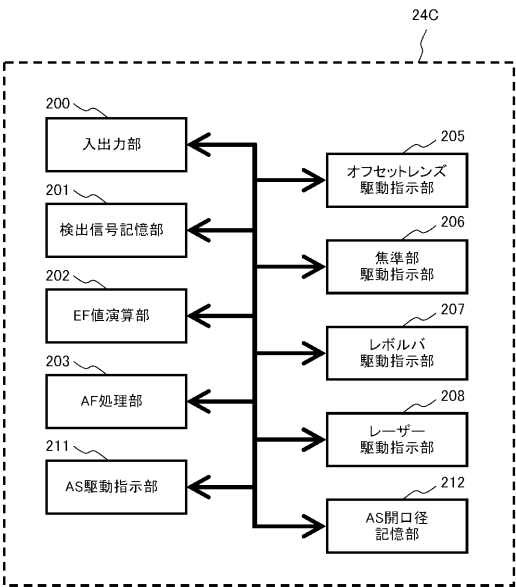 24C
200
入出力部
201
検出信号記憶部
202
EF値演算部
203
AF処理部
211
AS駆動指示部
205
オフセットレンズ
駆動指示部
206
焦準部
駆動指示部
207
レボルバ
駆動指示部
208
レーザー
駆動指示部
212
AS開口径
記憶部